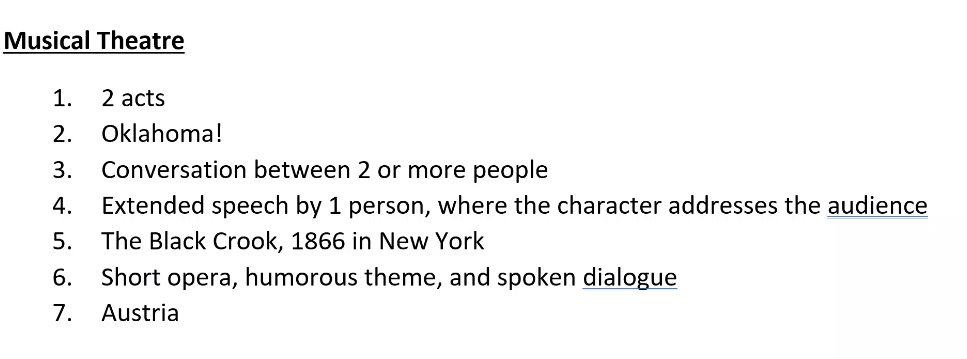 Musical Theatre
1. 2 acts
2. Oklahoma!
3. Conversation between 2 or more people
4. Extended speech by 1 person, where the character addresses the audience
5. The Black Crook, 1866 in New York
6. Short opera, humorous theme, and spoken dialogue
7. Austria